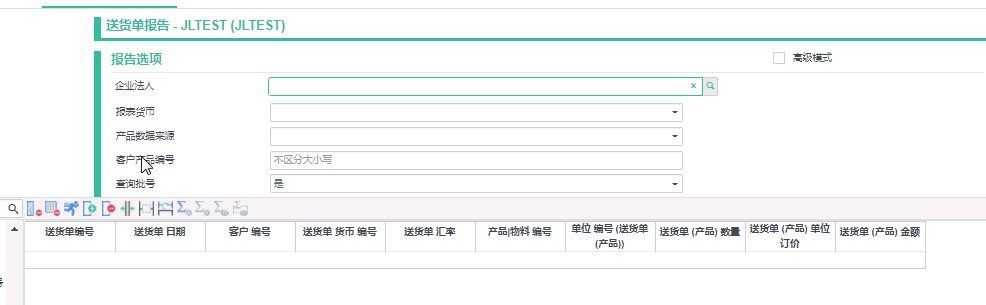 送货单报告 - JLTEST (JLTEST)
报告选项
高级模式
企业法人
报表货币
产品数据来源
客户产品编号 不区分大小写
查询批号 是
送货单编号 送货单 日期 客户 编号 送货单 货币 编号 送货单 汇率 产品|物料 编号 单位 编号 (送货单 (产品)) 送货单 (产品) 数量 送货单 (产品) 单位订价 送货单 (产品) 金额